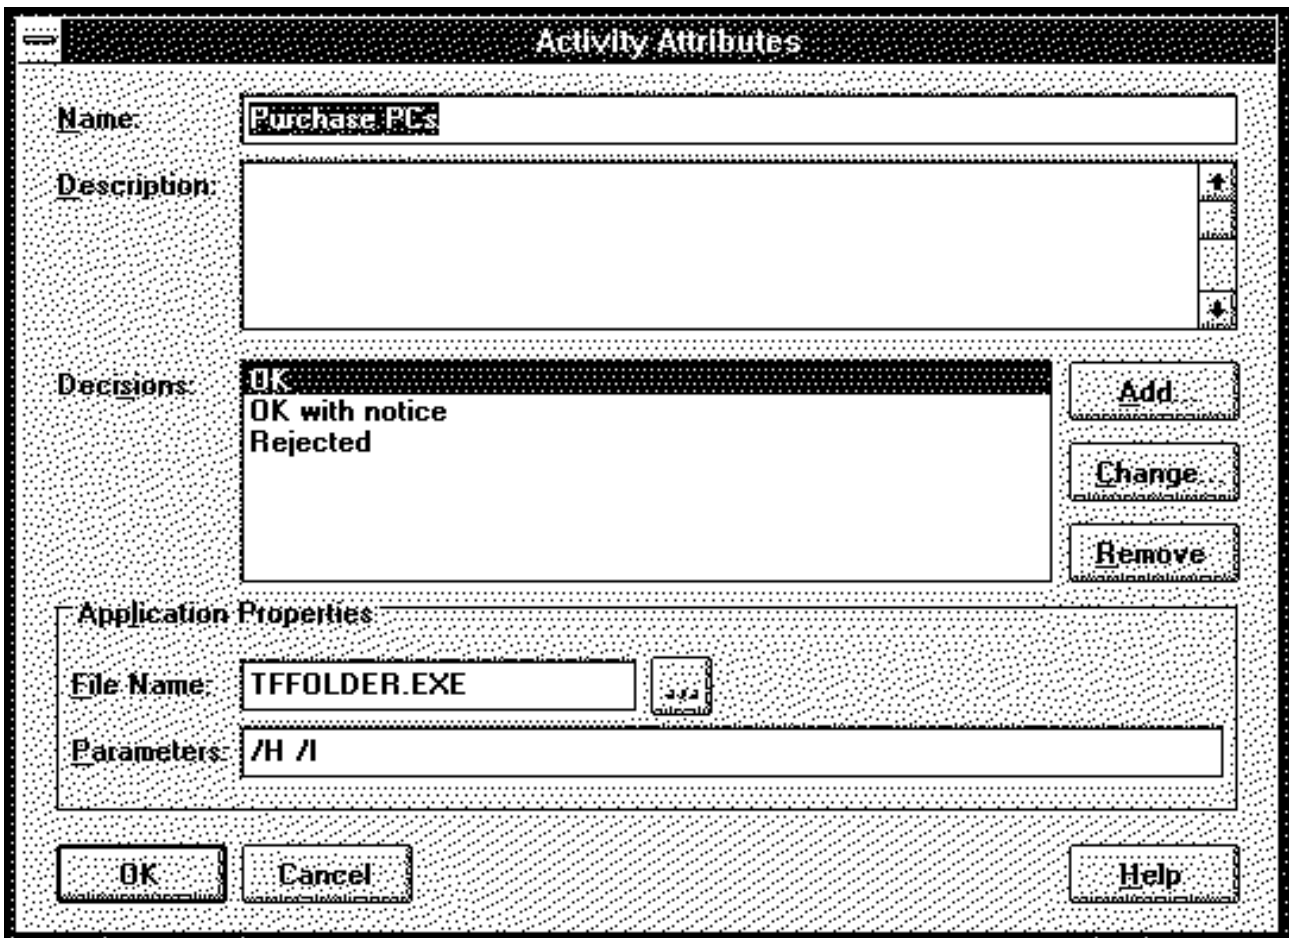 Activity Attributes
Name: Purchase PCs
Description:
Decisions: OK
OK with notice
Rejected
Add...
Change...
Remove
Application Properties
File Name: TFFOLDER.EXE ...
Parameters: /H /I
OK Cancel Help